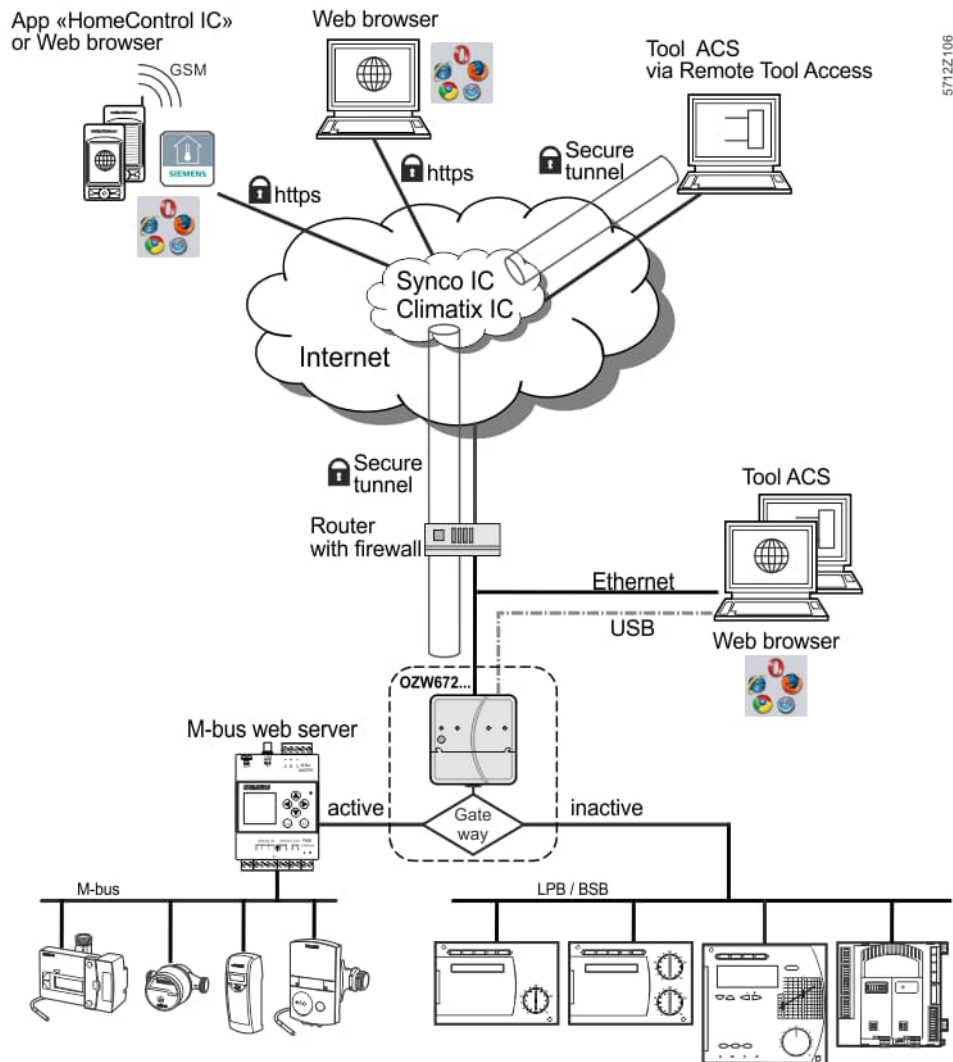 App «HomeControl IC»
or Web browser
GSM
SIEMENS
https
Web browser
https
Tool ACS
via Remote Tool Access
5712Z106
Secure
tunnel
Synco IC
Climatix IC
Internet
Secure
tunnel
Router
with firewall
Tool ACS
Ethernet
USB
Web browser
OZW672...
M-bus web server
active
Gate
way
inactive
M-bus
LPB / BSB